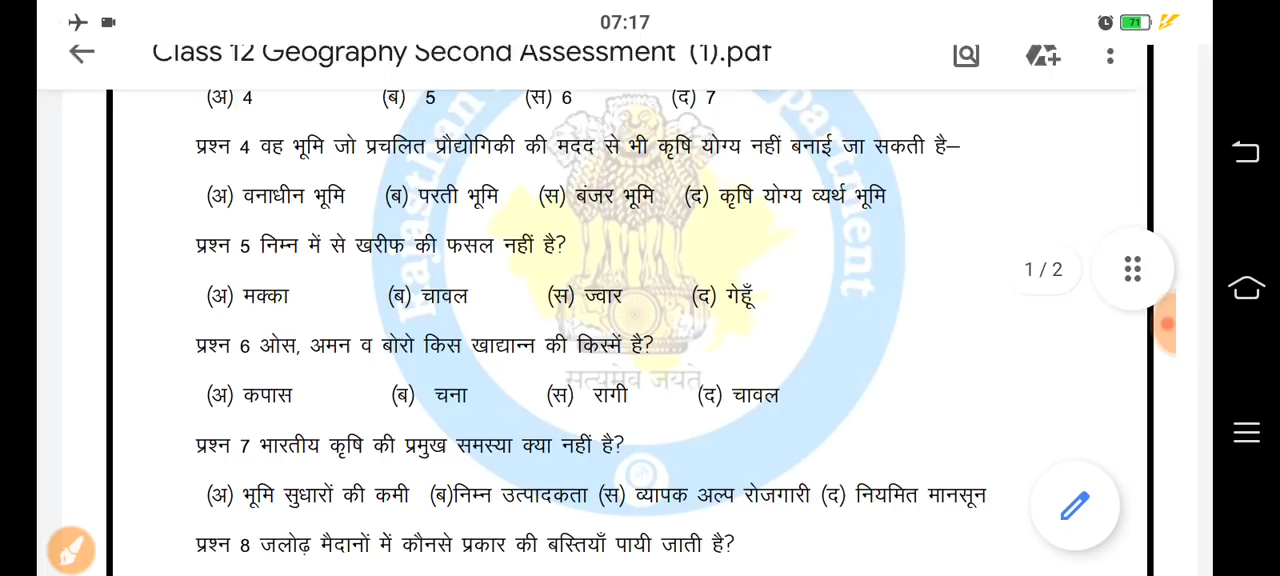 07:17
71
Class 12 Geography Second Assessment (1).pdf
(अ) 4 (ब) 5 (स) 6 (द) 7
प्रश्न 4 वह भूमि जो प्रचलित प्रौद्योगिकी की मदद से भी कृषि योग्य नहीं बनाई जा सकती है–
(अ) वनाधीन भूमि (ब) परती भूमि (स) बंजर भूमि (द) कृषि योग्य व्यर्थ भूमि
प्रश्न 5 निम्न में से खरीफ की फसल नहीं है?
1 / 2
(अ) मक्का (ब) चावल (स) ज्वार (द) गेहूँ
प्रश्न 6 ओस, अमन व बोरो किस खाद्यान्न की किस्में है?
सत्यमेव जयते
(अ) कपास (ब) चना (स) रागी (द) चावल
प्रश्न 7 भारतीय कृषि की प्रमुख समस्या क्या नहीं है?
(अ) भूमि सुधारों की कमी (ब)निम्न उत्पादकता (स) व्यापक अल्प रोजगारी (द) नियमित मानसून
प्रश्न 8 जलोढ़ मैदानों में कौनसे प्रकार की बस्तियाँ पायी जाती है?